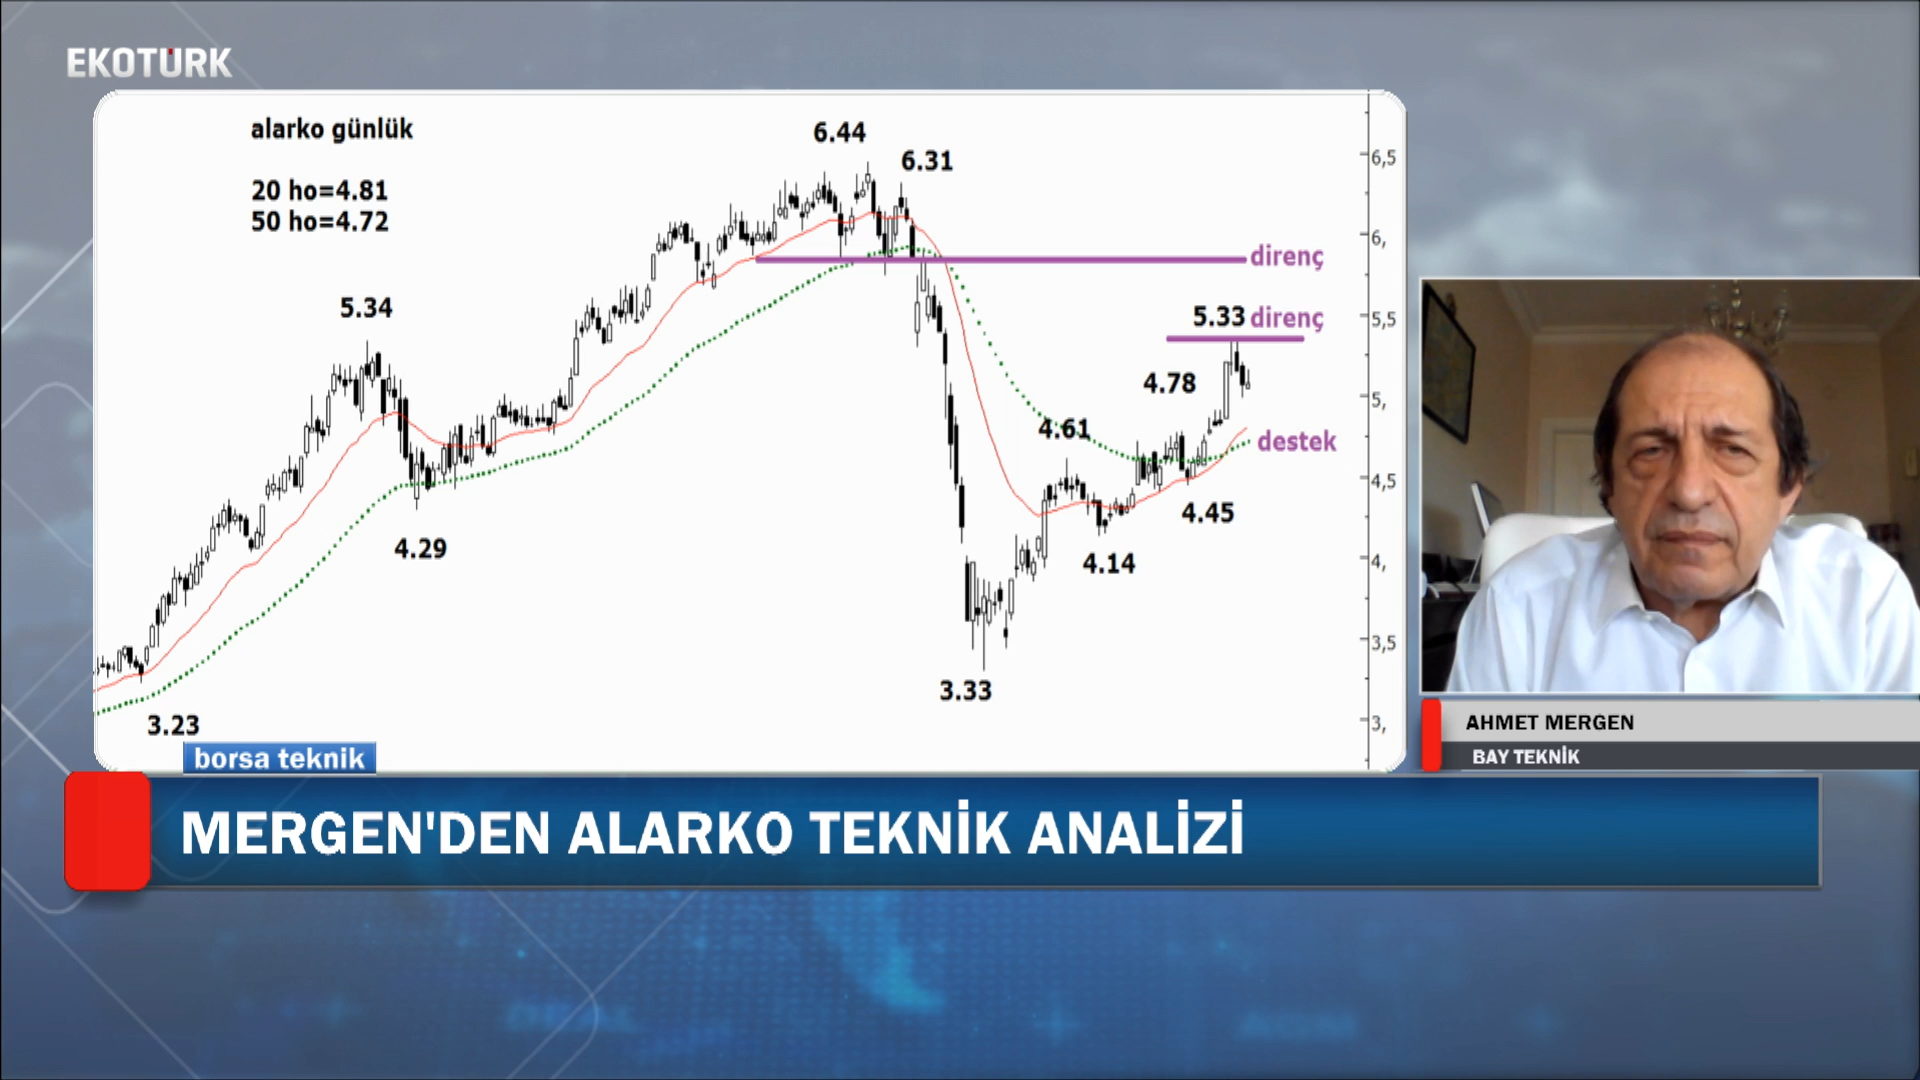 EKOTÜRK
alarko günlük
20 ho=4.81
50 ho=4.72
6.44
6.31
5.34
direnç
5.33 direnç
4.78
4.61
destek
4.45
4.29
4.14
3.33
3.23
6,5
6,
5,5
5,
4,5
4,
3,5
3,
borsa teknik
MERGEN'DEN ALARKO TEKNİK ANALİZİ
AHMET MERGEN
BAY TEKNİK